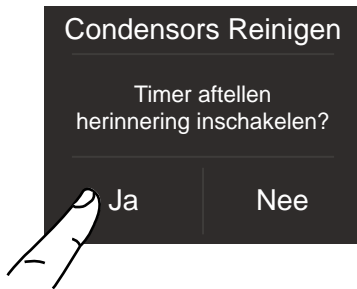 Condensors Reinigen
Timer aftellen
herinnering inschakelen?
Ja
Nee